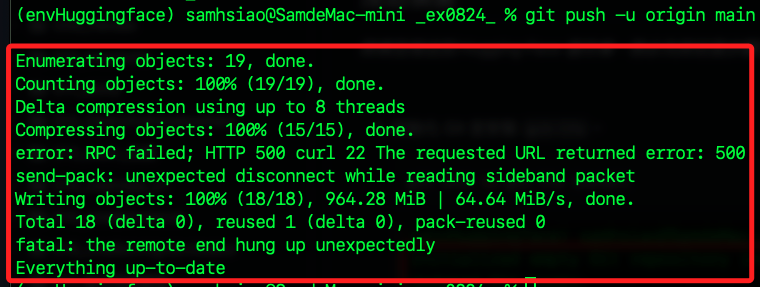 (envHuggingface) samhsiao@SamdeMac-mini _ex0824_ % git push -u origin main
Enumerating objects: 19, done.
Counting objects: 100% (19/19), done.
Delta compression using up to 8 threads
Compressing objects: 100% (15/15), done.
error: RPC failed; HTTP 500 curl 22 The requested URL returned error: 500
send-pack: unexpected disconnect while reading sideband packet
Writing objects: 100% (18/18), 964.28 MiB | 64.64 MiB/s, done.
Total 18 (delta 0), reused 1 (delta 0), pack-reused 0
fatal: the remote end hung up unexpectedly
Everything up-to-date